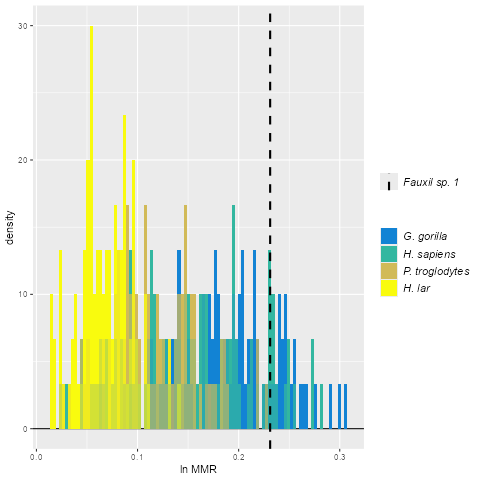 30
20
10
0
density
0.0 0.1 0.2 0.3
ln MMR
Fauxil sp. 1
G. gorilla
H. sapiens
P. troglodytes
H. lar